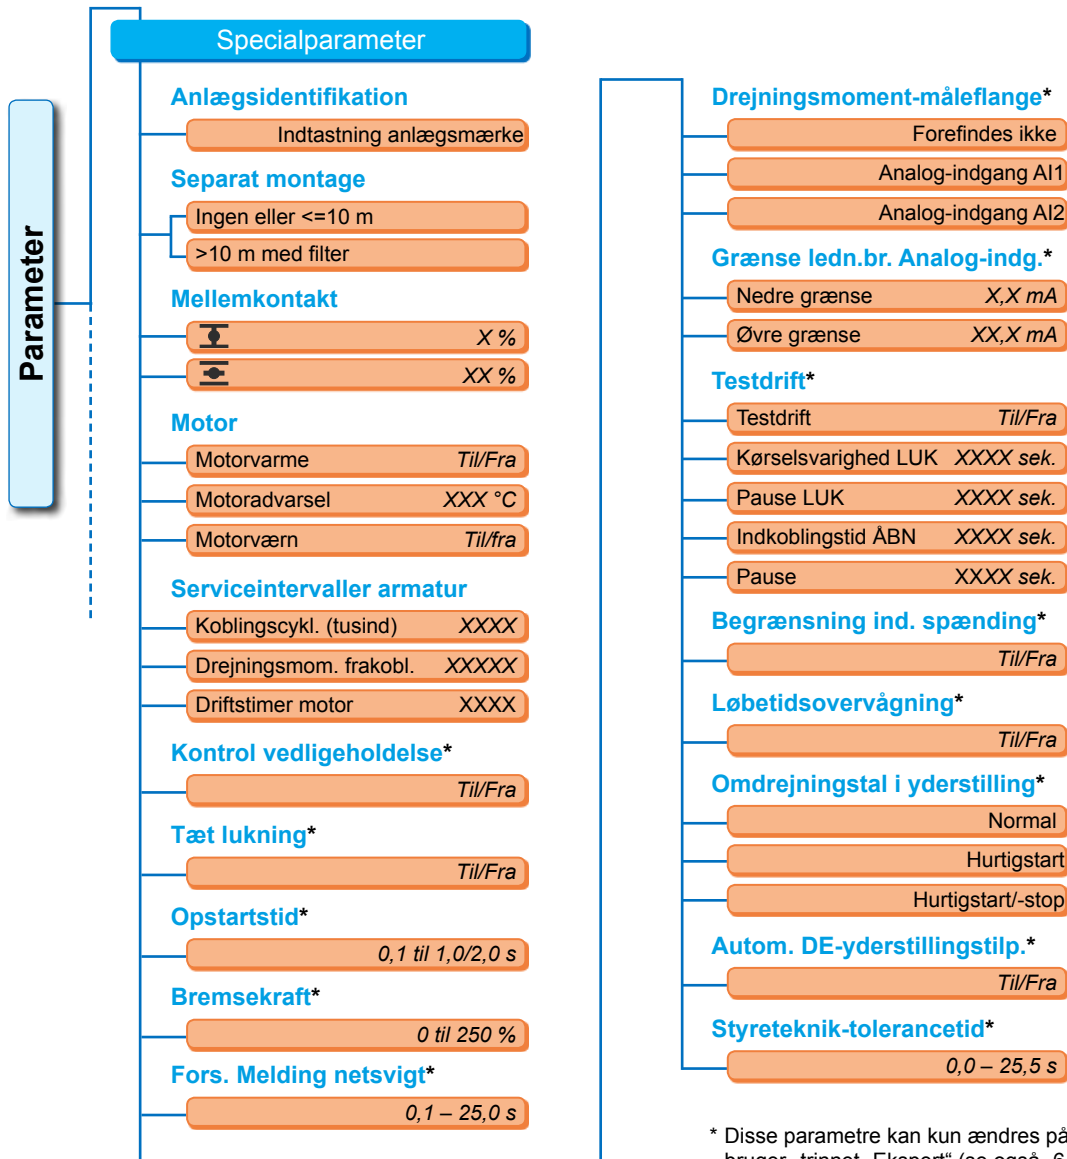 Parameter
Specialparameter
Anlægsidentifikation
Indtastning anlægsmærke
Separat montage
Ingen eller <=10 m
>10 m med filter
Mellemkontakt
X %
XX %
Motor
Motorvarme Til/Fra
Motoradvarsel XXX °C
Motorværn Til/fra
Serviceintervaller armatur
Koblingscykl. (tusind) XXXX
Drejningsmom. frakobl. XXXXX
Driftstimer motor XXXX
Kontrol vedligeholdelse*
Til/Fra
Tæt lukning*
Til/Fra
Opstartstid*
0,1 til 1,0/2,0 s
Bremsekraft*
0 til 250 %
Fors. Melding netsvigt*
0,1 – 25,0 s
Drejningsmoment-måleflange*
Forefindes ikke
Analog-indgang AI1
Analog-indgang AI2
Grænse ledn.br. Analog-indg.*
Nedre grænse X,X mA
Øvre grænse XX,X mA
Testdrift*
Testdrift Til/Fra
Kørselsvarighed LUK XXXX sek.
Pause LUK XXXX sek.
Indkoblingstid ÅBN XXXX sek.
Pause XXXX sek.
Begrænsning ind. spænding*
Til/Fra
Løbetidsovervågning*
Til/Fra
Omdrejningstal i yderstilling*
Normal
Hurtigstart
Hurtigstart/-stop
Autom. DE-yderstillingstilp.*
Til/Fra
Styreteknik-tolerancetid*
0,0 – 25,5 s
* Disse parametre kan kun ændres på